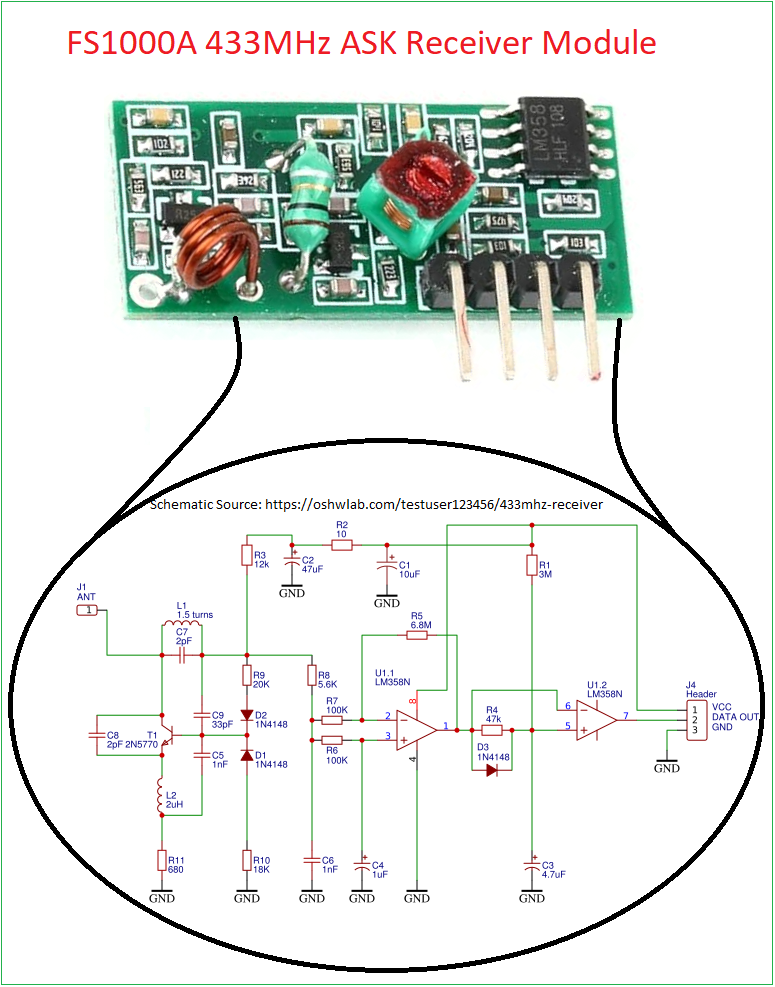 FS1000A 433MHz ASK Receiver Module
LM358
HLF 108
102
221
Schematic Source: https://oshwlab.com/testuser123456/433mhz-receiver
R2
10
R3
12k
C2
47uF
C1
10uF
R1
3M
GND
GND
J1
ANT
1
L1
1.5 turns
C7
2pF
R5
6.8M
R9
20K
R8
5.6K
U1.1
LM358N
8
U1.2
LM358N
J4
Header
R7
100K
2
R4
47k
6
VCC
1
C9
33pF
D2
1N4148
1
7
DATA OUT
2
C8
2pF
T1
2N5770
R6
100K
3
5
GND
3
C5
1nF
D1
1N4148
4
D3
1N4148
GND
L2
2uH
R11
680
R10
18K
C6
1nF
C4
1uF
C3
4.7uF
GND
GND
GND
GND
GND
GND